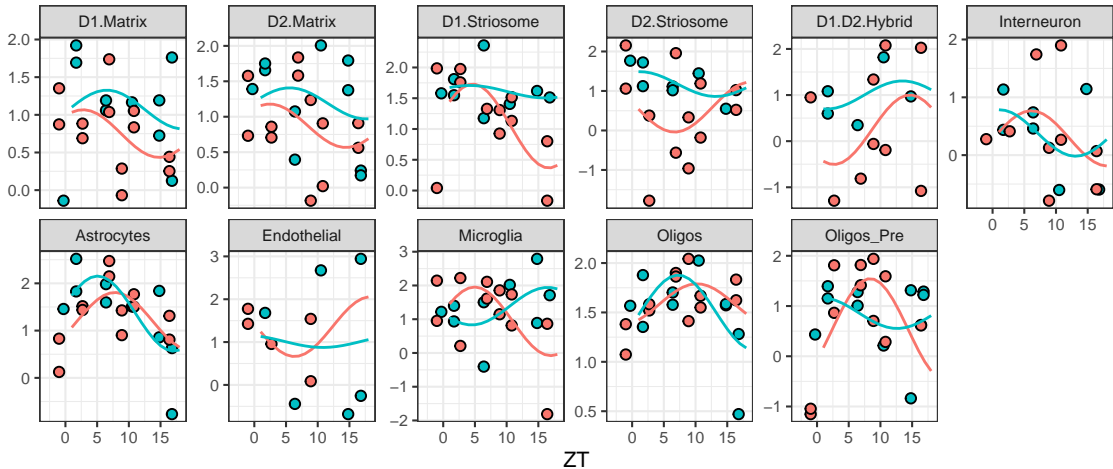 D1.Matrix D2.Matrix D1.Striosome D2.Striosome D1.D2.Hybrid Interneuron
2.0 1.5 1.0 0.5 0.0
2.0 1.5 1.0 0.5 0.0
2.5 2.0 1.5 1.0 0.5 0.0
2 1 0 −1
2 1 0 −1
2 1 0
0 5 10 15
Astrocytes Endothelial Microglia Oligos Oligos_Pre
2 1 0
3 2 1 0
3 2 1 0 −1 −2
2.0 1.5 1.0 0.5
2 1 0 −1
0 5 10 15 0 5 10 15 0 5 10 15 0 5 10 15 0 5 10 15
ZT